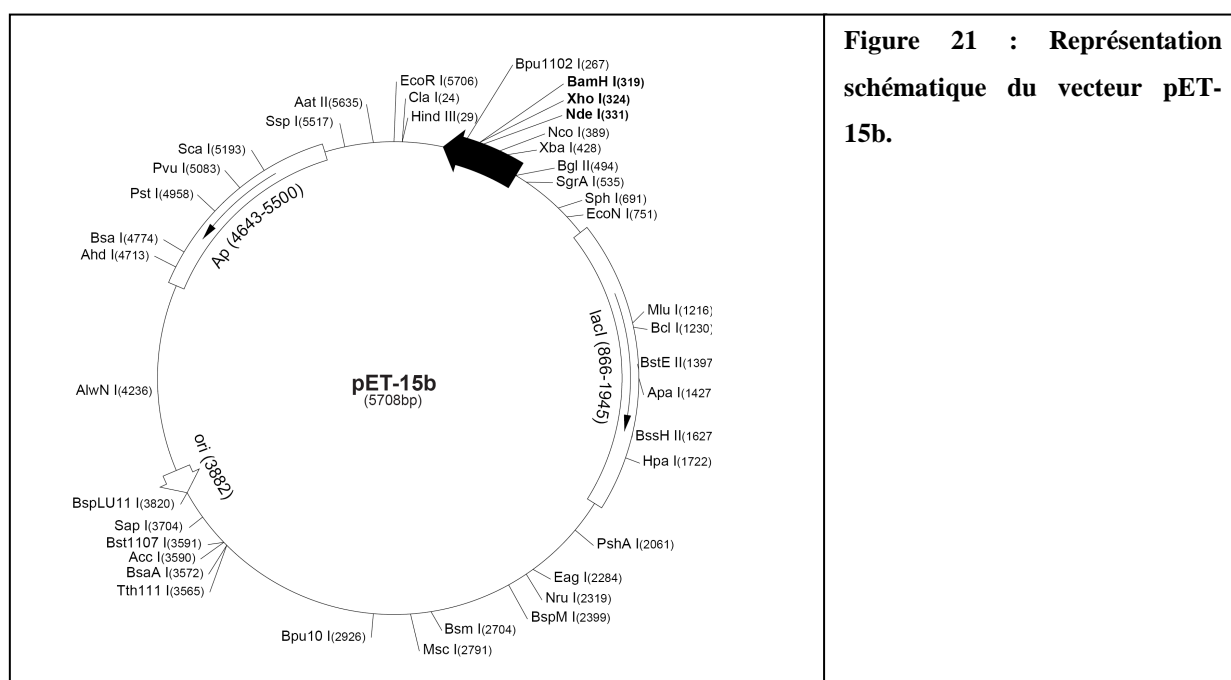 EcoR I(5706)
Cla I(24)
Hind III(29)
Bpu1102 I(267)
BamH I(319)
Xho I(324)
Nde I(331)
Nco I(389)
Xba I(428)
Bgl II(494)
SgrA I(535)
Sph I(691)
EcoN I(751)
Mlu I(1216)
Bcl I(1230)
BstE II(1397
Apa I(1427
BssH II(1627
Hpa I(1722)
PshA I(2061)
Eag I(2284)
Nru I(2319)
BspM I(2399)
Bsm I(2704)
Msc I(2791)
Bpu10 I(2926)
Tth111 I(3565)
BsaA I(3572)
Acc I(3590)
Bst1107 I(3591)
Sap I(3704)
BspLU11 I(3820)
AlwN I(4236)
Ahd I(4713)
Bsa I(4774)
Pst I(4958)
Pvu I(5083)
Sca I(5193)
Ssp I(5517)
Aat II(5635)
Ap (4643-5500)
lacI (866-1945)
ori (3882)
pET-15b
(5708bp)
Figure 21 : Représentation
schématique du vecteur pET-
15b.